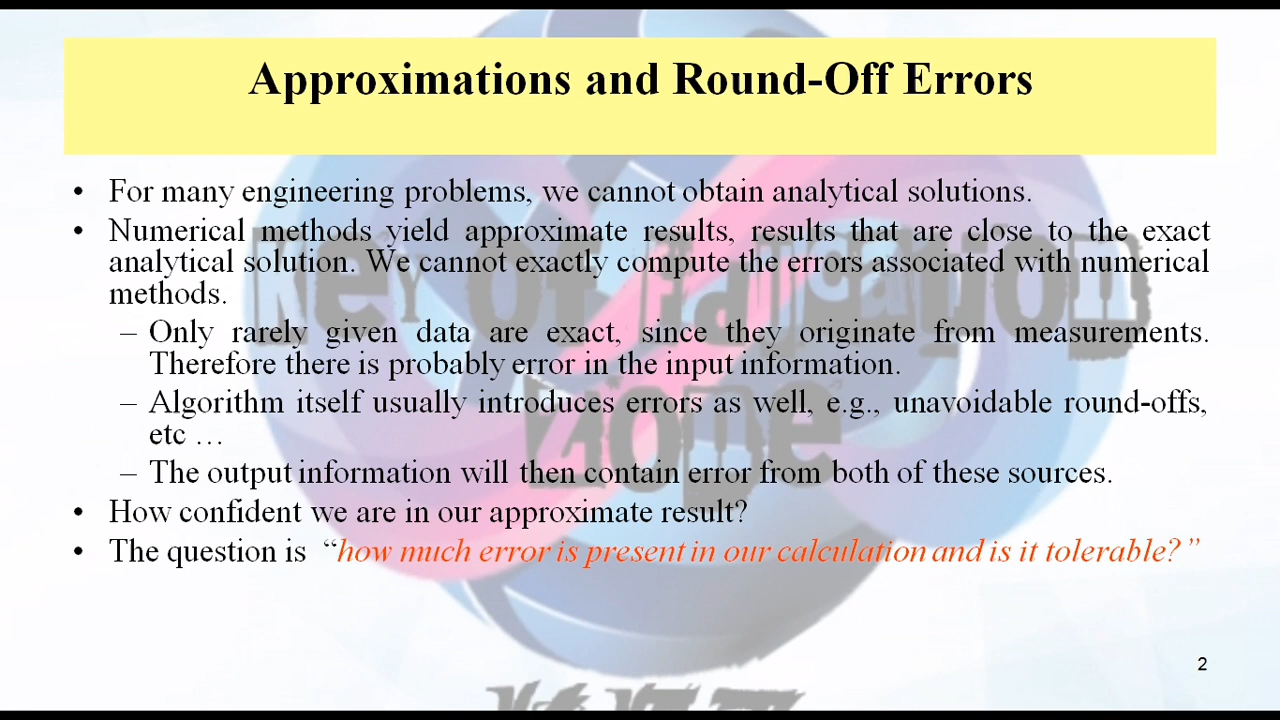 Approximations and Round-Off Errors
• For many engineering problems, we cannot obtain analytical solutions.
• Numerical methods yield approximate results, results that are close to the exact
analytical solution. We cannot exactly compute the errors associated with numerical
methods.
– Only rarely given data are exact, since they originate from measurements.
Therefore there is probably error in the input information.
– Algorithm itself usually introduces errors as well, e.g., unavoidable round-offs,
etc …
– The output information will then contain error from both of these sources.
• How confident we are in our approximate result?
• The question is “how much error is present in our calculation and is it tolerable?”
2
Key of Education
Zone